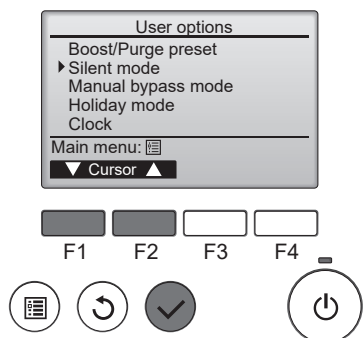 User options
Boost/Purge preset
Silent mode
Manual bypass mode
Holiday mode
Clock
Main menu:
Cursor
F1 F2 F3 F4